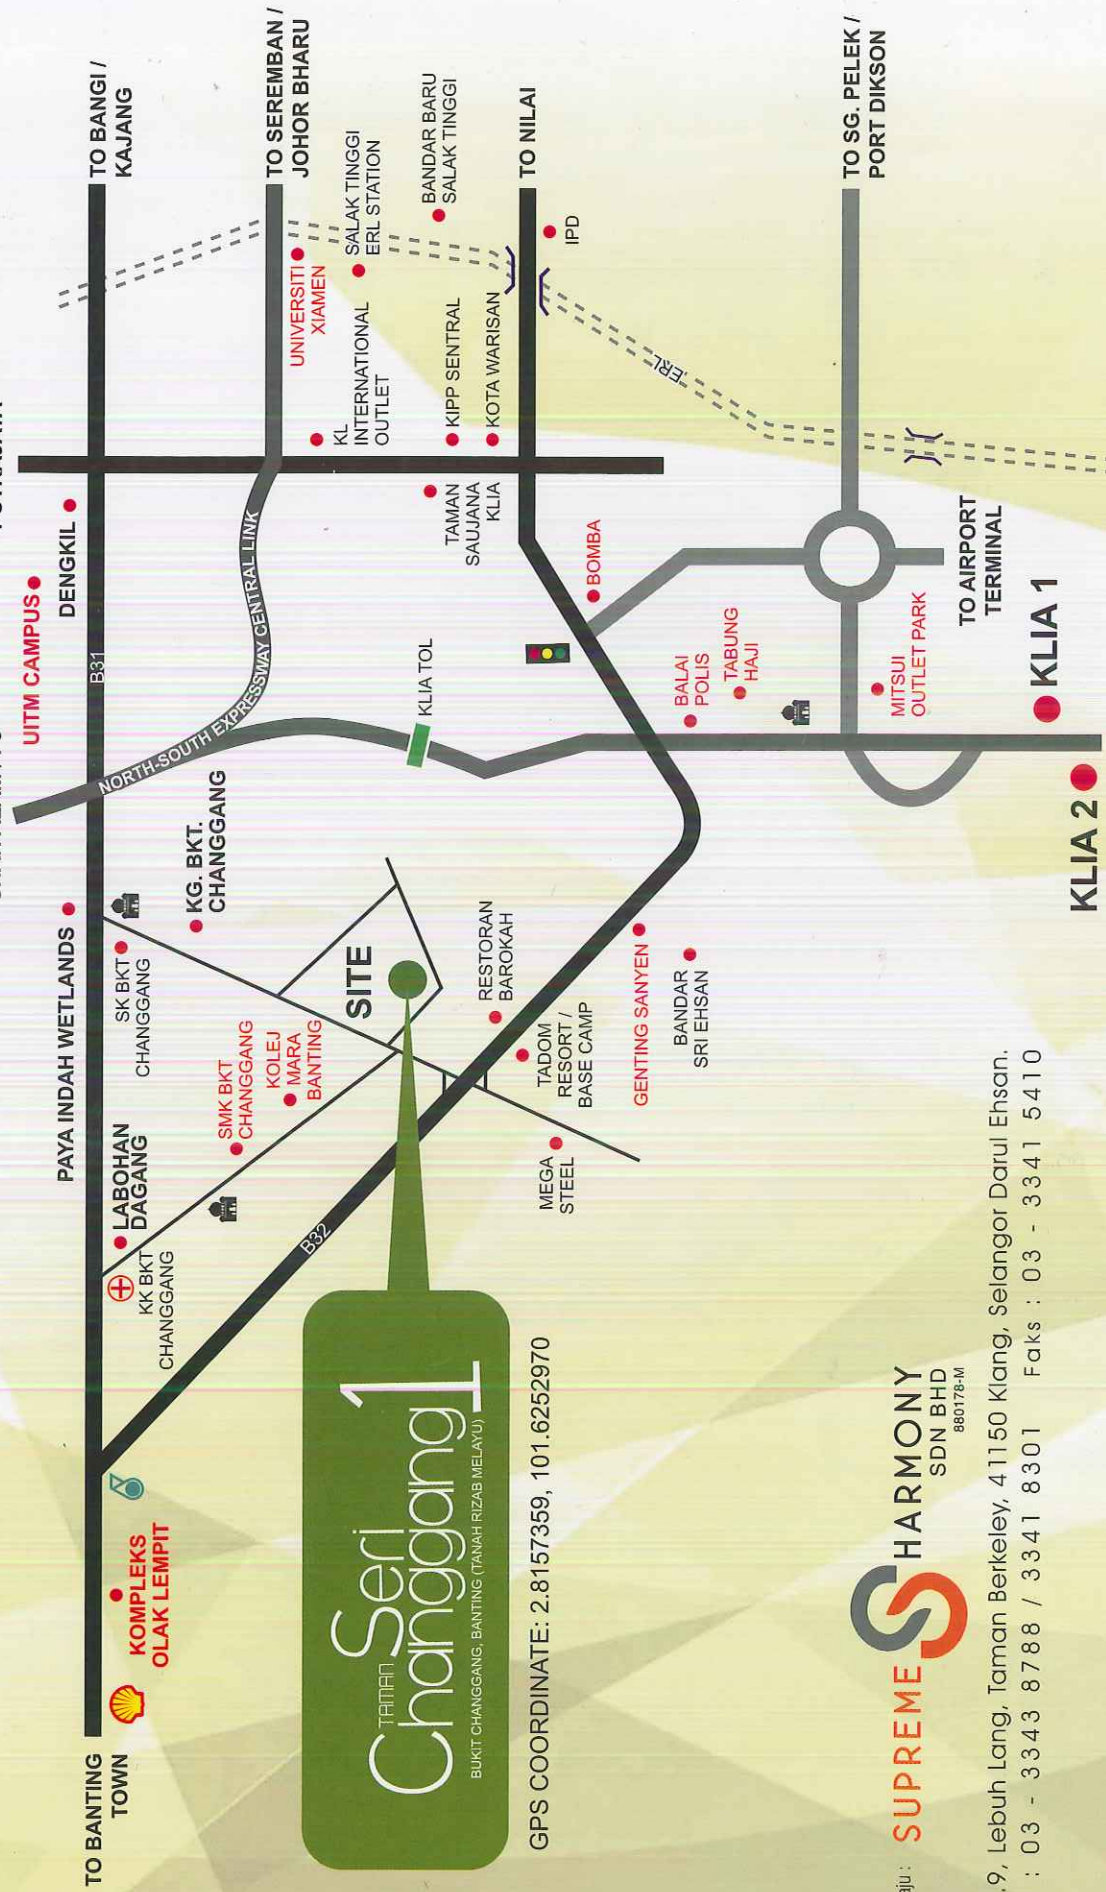 UITM CAMPUS
DENGKIL
PAYA INDAH WETLANDS
TO BANTING
TOWN
B31
TO BANGI /
KAJANG
KOMPLEKS
OLAK LEMPIT
LABOHAN
DAGANG
KK BKT
CHANGGANG
SK BKT
CHANGGANG
KG. BKT.
CHANGGANG
SMK BKT
CHANGGANG
KOLEJ
MARA
BANTING
NORTH-SOUTH EXPRESSWAY CENTRAL LINK
TO SEREMBAN /
JOHOR BHARU
UNIVERSITI
XIAMEN
KL
INTERNATIONAL
OUTLET
SALAK TINGGI
ERL STATION
BANDAR BARU
SALAK TINGGI
KIPP SENTRAL
KOTA WARISAN
TAMAN
SAUJANA
KLIA
KLIA TOL
SITE
B32
RESTORAN
BAROKAH
TADOM
RESORT /
BASE CAMP
MEGA
STEEL
TO NILAI
IPD
BOMBA
ERL
GENTING SANYEN
BANDAR
SRI EHSAN
BALAI
POLIS
TABUNG
HAJI
TO SG. PELEK /
PORT DIKSON
MITSUI
OUTLET PARK
TO AIRPORT
TERMINAL
KLIA 1
KLIA 2
TAMAN Seri
Changgang 1
BUKIT CHANGGANG, BANTING (TANAH RIZAB MELAYU)
GPS COORDINATE: 2.8157359, 101.6252970
SUPREME HARMONY
SDN BHD
880178-M
.9, Lebuh Lang, Taman Berkeley, 41150 Klang, Selangor Darul Ehsan.
: 03 - 3343 8788 / 3341 8301 Faks : 03 - 3341 5410